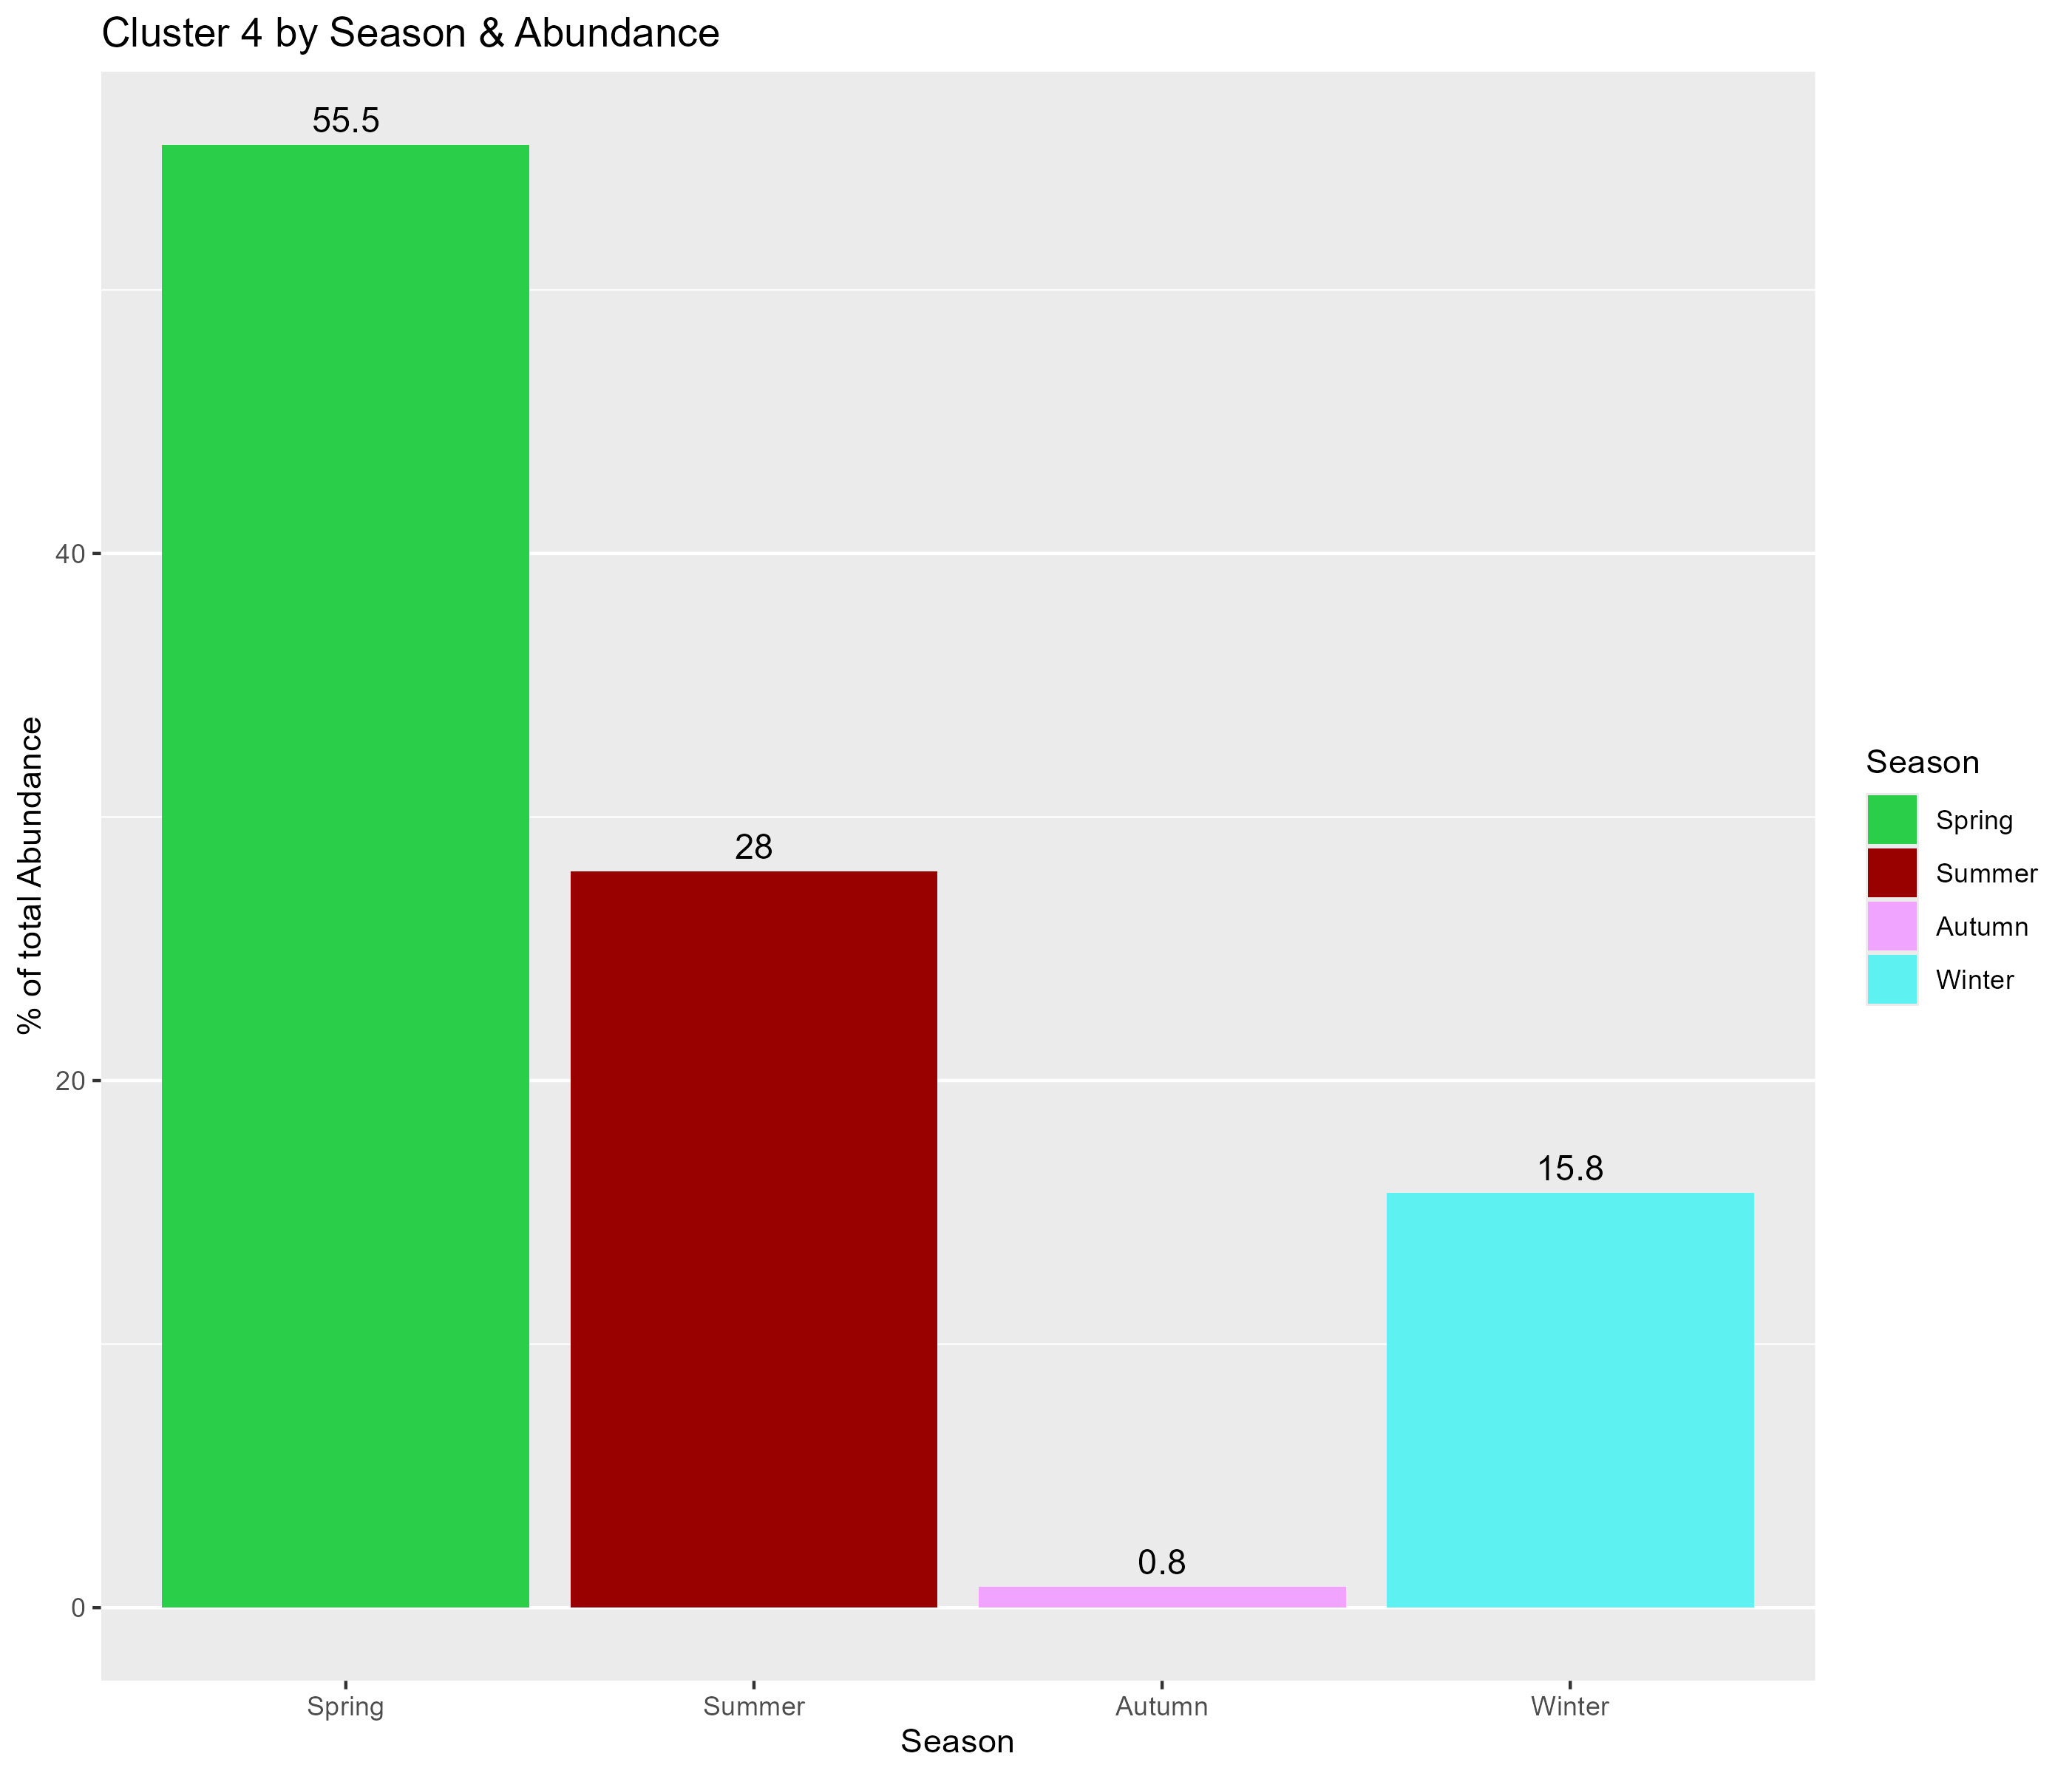 Cluster 4 by Season & Abundance
55.5
28
0.8
15.8
% of total Abundance
40
20
0
Spring
Summer
Autumn
Winter
Season
Season
Spring
Summer
Autumn
Winter